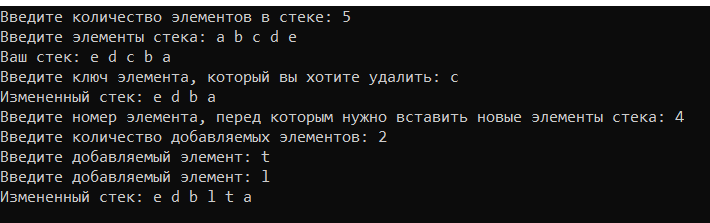 Введите количество элементов в стеке: 5
Введите элементы стека: a b c d e
Ваш стек: e d c b a
Введите ключ элемента, который вы хотите удалить: c
Измененный стек: e d b a
Введите номер элемента, перед которым нужно вставить новые элементы стека: 4
Введите количество добавляемых элементов: 2
Введите добавляемый элемент: t
Введите добавляемый элемент: l
Измененный стек: e d b l t a